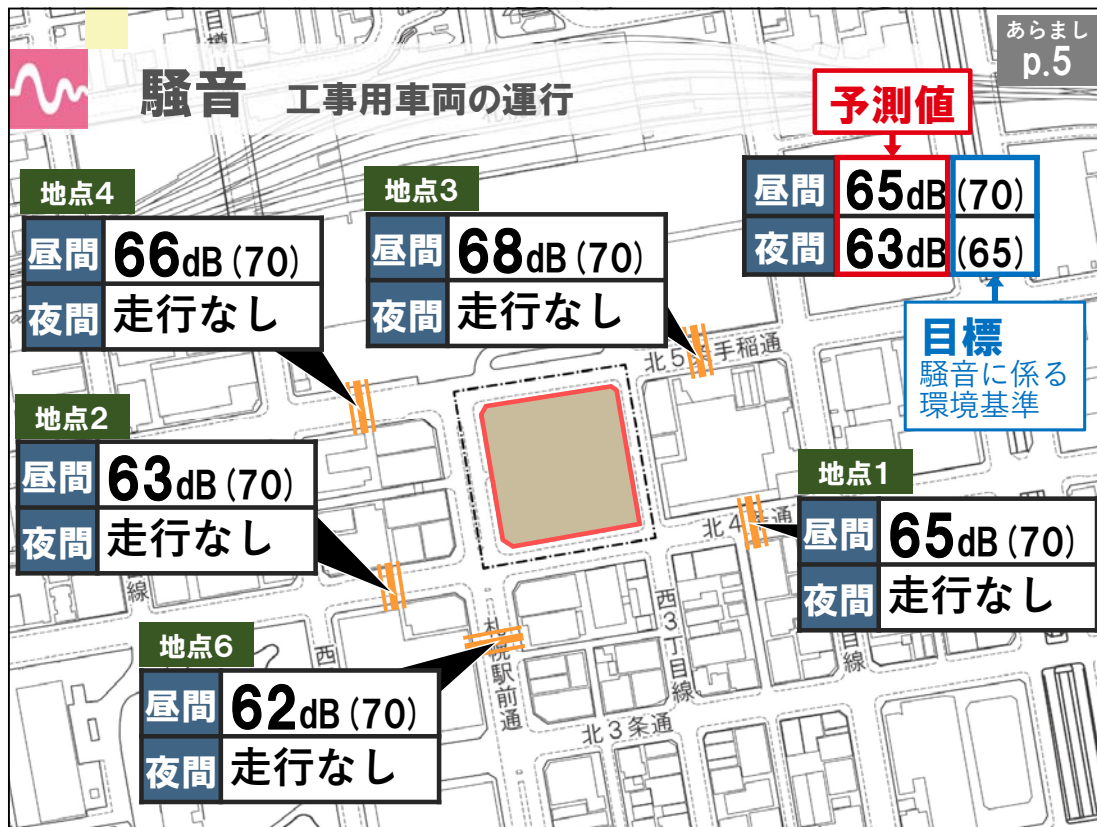 あらまし
p.5
騒音 工事用車両の運行
予測値
昼間 65dB (70)
夜間 63dB (65)
目標
騒音に係る
環境基準
地点4
昼間 66dB (70)
夜間 走行なし
地点3
昼間 68dB (70)
夜間 走行なし
地点2
昼間 63dB (70)
夜間 走行なし
地点1
昼間 65dB (70)
夜間 走行なし
地点6
昼間 62dB (70)
夜間 走行なし
北5条手稲通
北4条通
西3丁目線
札幌駅前通
北3条通
西
目線
目線